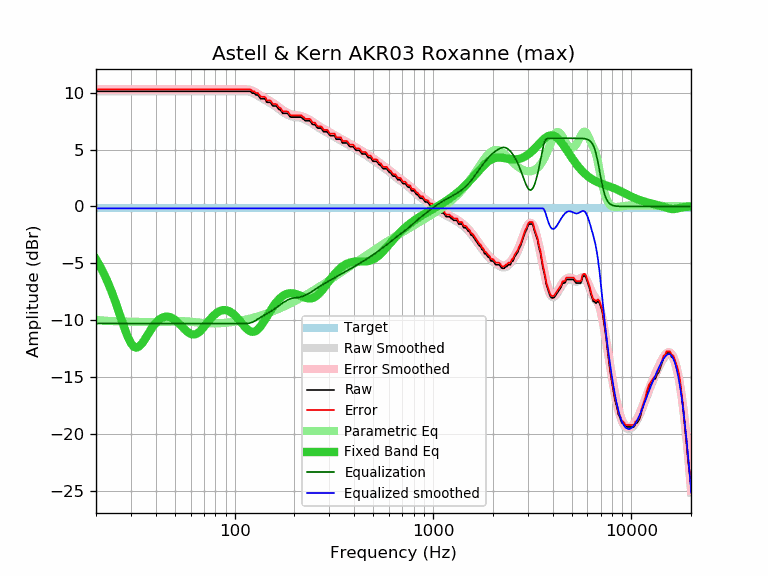 Astell & Kern AKR03 Roxanne (max)
10
5
0
−5
−10
−15
−20
−25
Amplitude (dBr)
Target
Raw Smoothed
Error Smoothed
Raw
Error
Parametric Eq
Fixed Band Eq
Equalization
Equalized smoothed
100
1000
10000
Frequency (Hz)